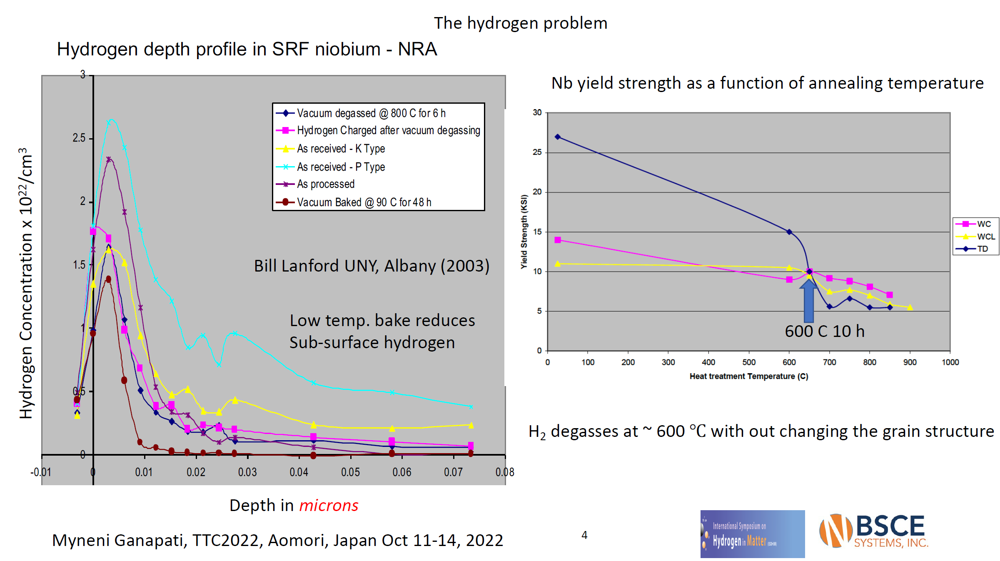 The hydrogen problem
Hydrogen depth profile in SRF niobium - NRA
Hydrogen Concentration x 10²²/cm³
3
2.5
2
1.5
1
0.5
0
-0.01
0
0.01
0.02
0.03
0.04
0.05
0.06
0.07
0.08
Vacuum degassed @ 800 C for 6 h
Hydrogen Charged after vacuum degassing
As received - K Type
As received - P Type
As processed
Vacuum Baked @ 90 C for 48 h
Bill Lanford UNY, Albany (2003)
Low temp. bake reduces
Sub-surface hydrogen
Depth in microns
Nb yield strength as a function of annealing temperature
Yield Strength (KSI)
30
25
20
15
10
5
0
0
100
200
300
400
500
600
700
800
900
1000
Heat treatment Temperature (C)
WC
WCL
TD
600 C 10 h
H₂ degasses at ~ 600 °C with out changing the grain structure
Myneni Ganapati, TTC2022, Aomori, Japan Oct 11-14, 2022
4
International Symposium on
Hydrogen in Matter
BSCE
SYSTEMS, INC.